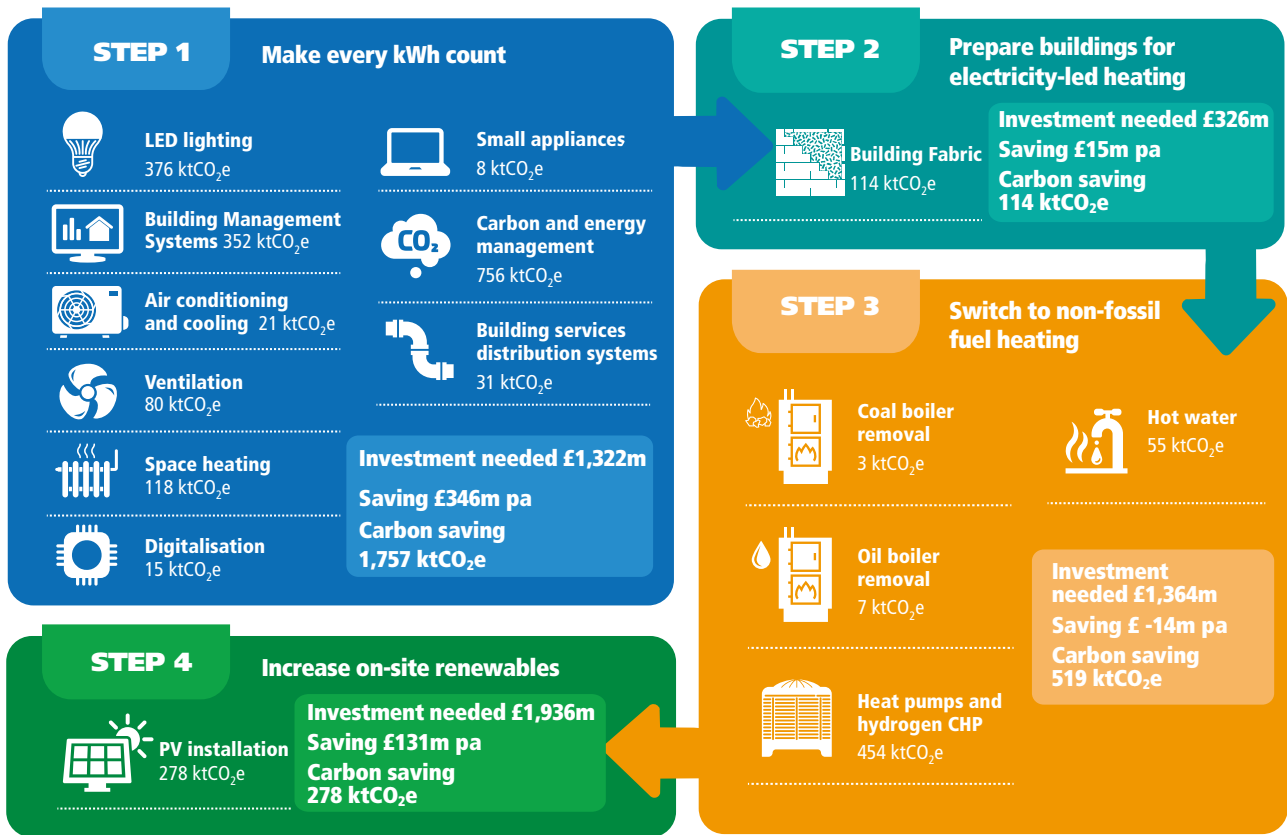 STEP 1
Make every kWh count
LED lighting
376 ktCO₂e
Building Management
Systems 352 ktCO₂e
Air conditioning
and cooling 21 ktCO₂e
Ventilation
80 ktCO₂e
Space heating
118 ktCO₂e
Digitalisation
15 ktCO₂e
Small appliances
8 ktCO₂e
CO₂
Carbon and energy
management
756 ktCO₂e
Building services
distribution systems
31 ktCO₂e
Investment needed £1,322m
Saving £346m pa
Carbon saving
1,757 ktCO₂e
STEP 2
Prepare buildings for
electricity-led heating
Building Fabric
114 ktCO₂e
Investment needed £326m
Saving £15m pa
Carbon saving
114 ktCO₂e
STEP 3
Switch to non-fossil
fuel heating
Coal boiler
removal
3 ktCO₂e
Oil boiler
removal
7 ktCO₂e
Heat pumps and
hydrogen CHP
454 ktCO₂e
Hot water
55 ktCO₂e
Investment
needed £1,364m
Saving £ -14m pa
Carbon saving
519 ktCO₂e
STEP 4
Increase on-site renewables
PV installation
278 ktCO₂e
Investment needed £1,936m
Saving £131m pa
Carbon saving
278 ktCO₂e